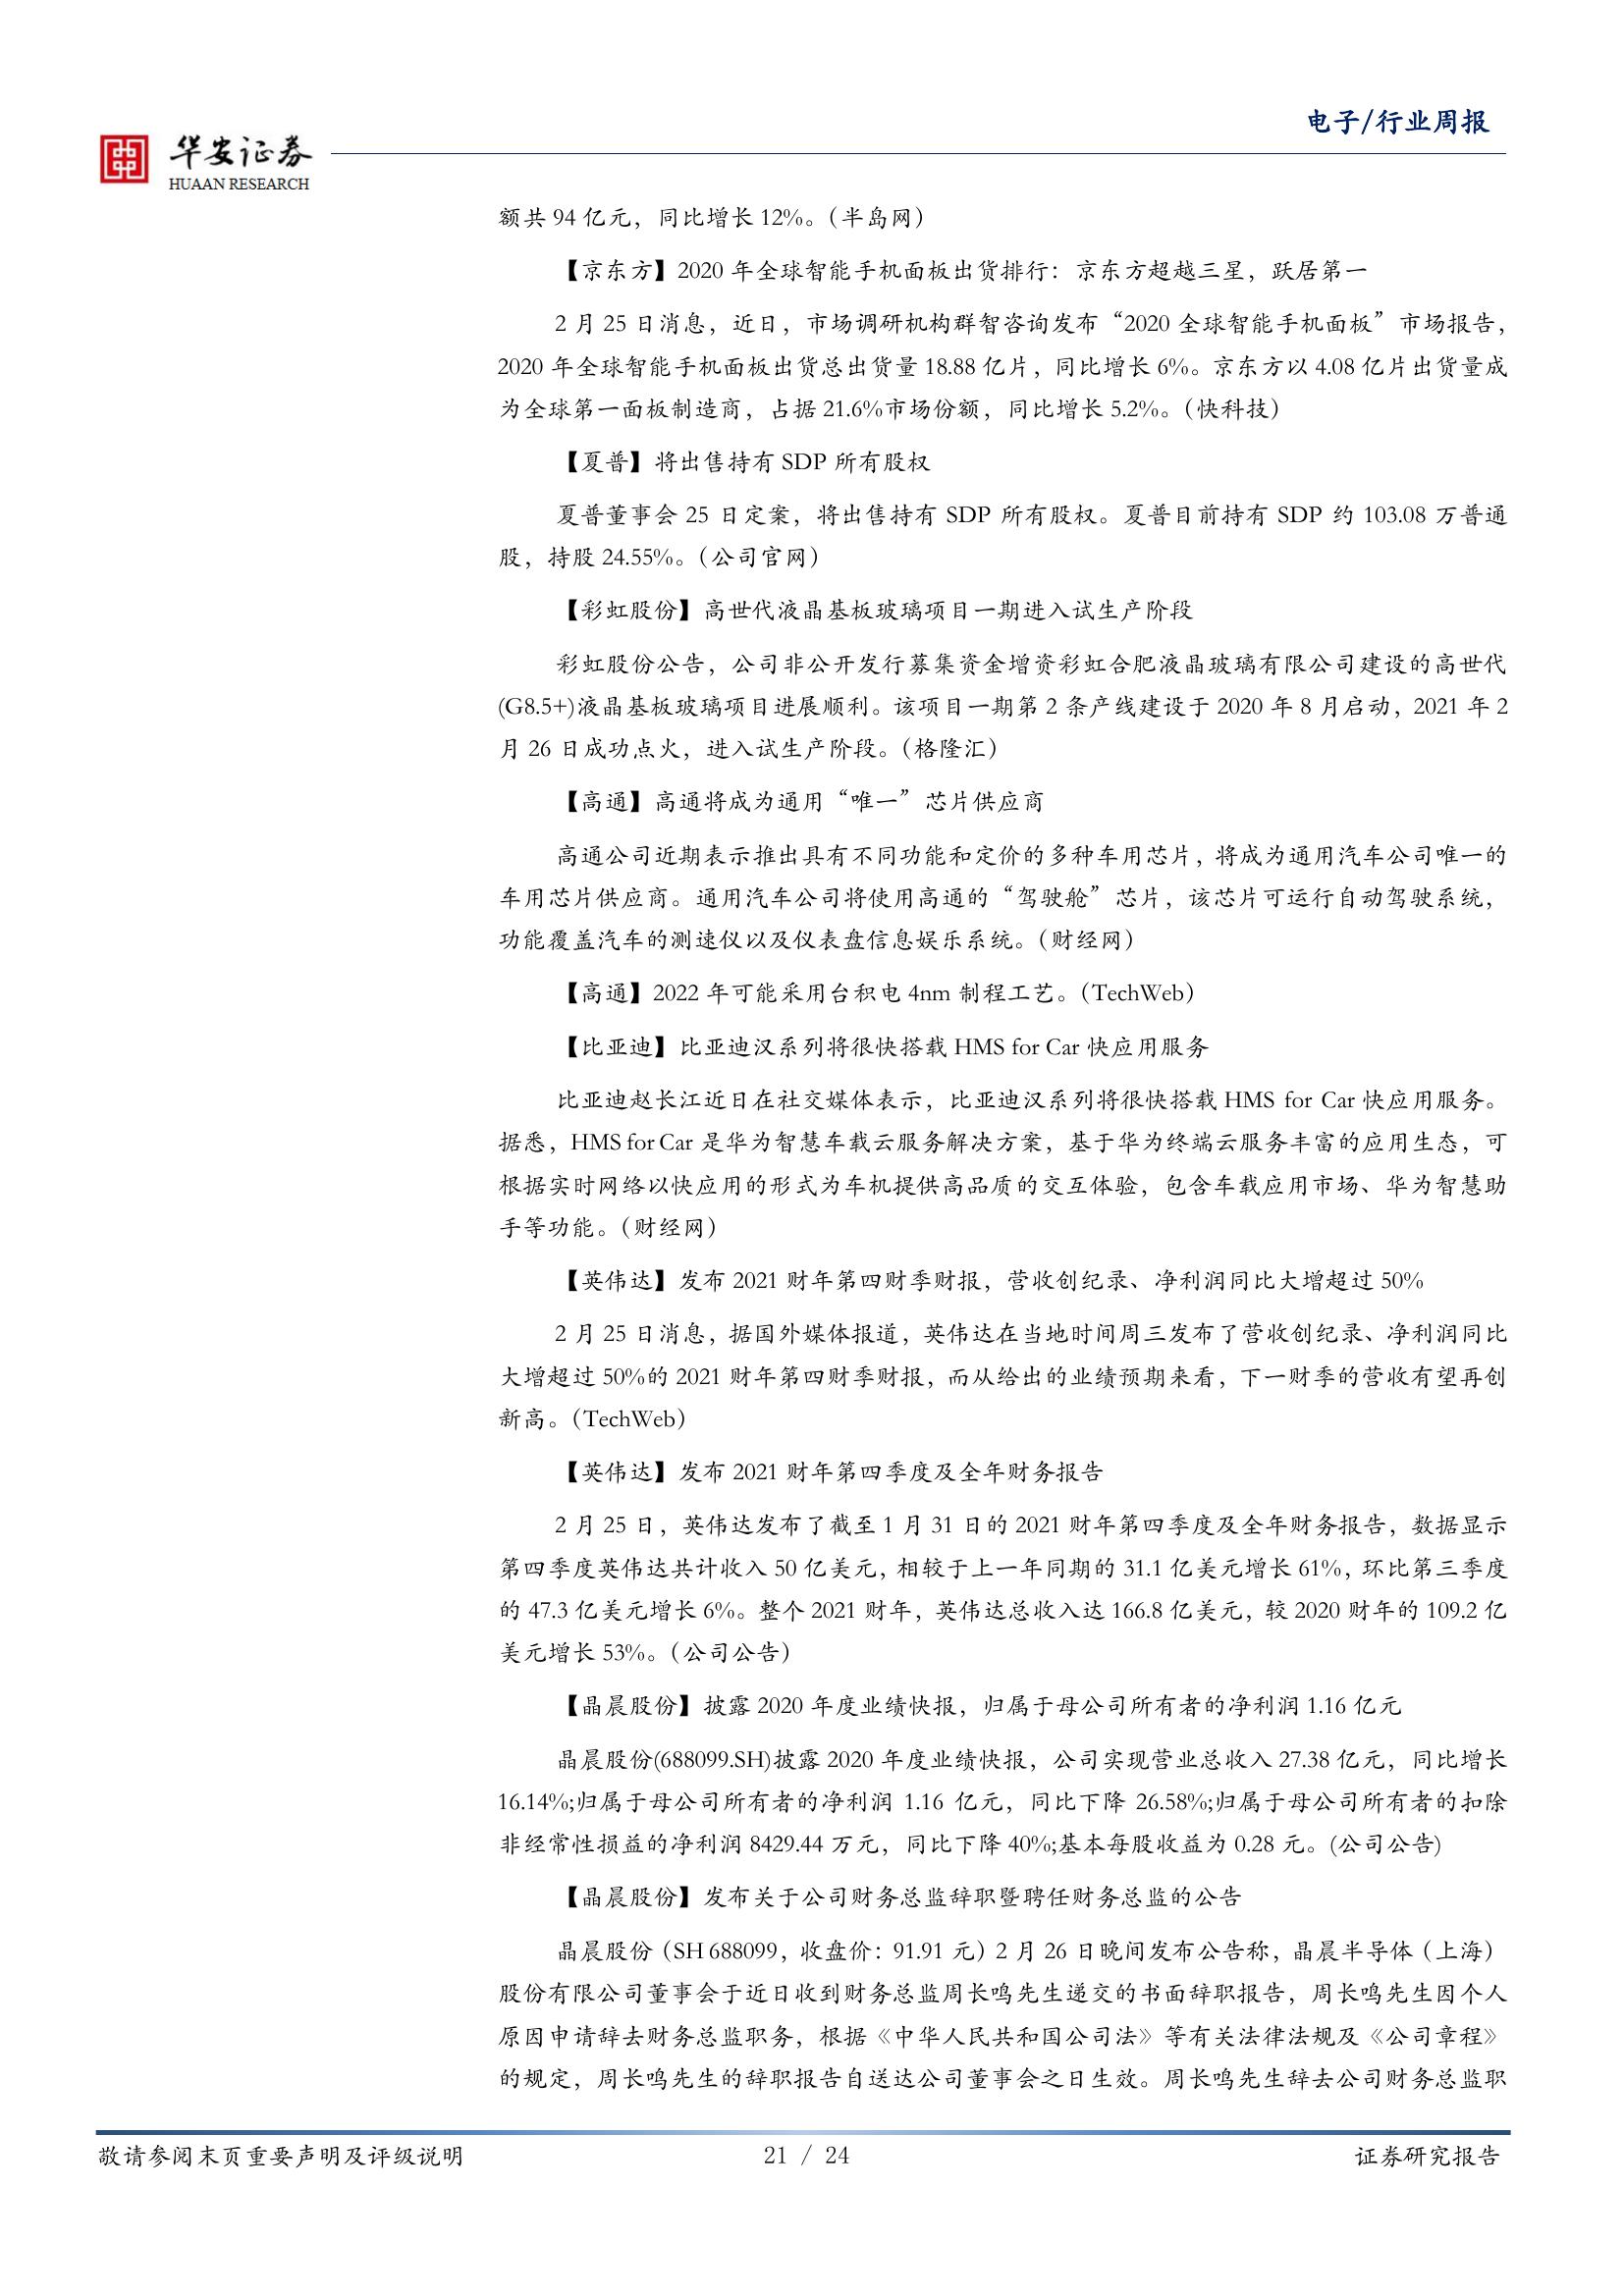 电子/行业周报
华安证券
HUAAN RESEARCH
额共 94 亿元，同比增长 12%。（半岛网）
【京东方】2020 年全球智能手机面板出货排行：京东方超越三星，跃居第一
2 月 25 日消息，近日，市场调研机构群智咨询发布“2020 全球智能手机面板”市场报告，
2020 年全球智能手机面板出货总出货量 18.88 亿片，同比增长 6%。京东方以 4.08 亿片出货量成
为全球第一面板制造商，占据 21.6%市场份额，同比增长 5.2%。（快科技）
【夏普】将出售持有 SDP 所有股权
夏普董事会 25 日定案，将出售持有 SDP 所有股权。夏普目前持有 SDP 约 103.08 万普通
股，持股 24.55%。（公司官网）
【彩虹股份】高世代液晶基板玻璃项目一期进入试生产阶段
彩虹股份公告，公司非公开发行募集资金增资彩虹合肥液晶玻璃有限公司建设的高世代
(G8.5+)液晶基板玻璃项目进展顺利。该项目一期第 2 条产线建设于 2020 年 8 月启动，2021 年 2
月 26 日成功点火，进入试生产阶段。（格隆汇）
【高通】高通将成为通用“唯一”芯片供应商
高通公司近期表示推出具有不同功能和定价的多种车用芯片，将成为通用汽车公司唯一的
车用芯片供应商。通用汽车公司将使用高通的“驾驶舱”芯片，该芯片可运行自动驾驶系统，
功能覆盖汽车的测速仪以及仪表盘信息娱乐系统。（财经网）
【高通】2022 年可能采用台积电 4nm 制程工艺。（TechWeb）
【比亚迪】比亚迪汉系列将很快搭载 HMS for Car 快应用服务
比亚迪赵长江近日在社交媒体表示，比亚迪汉系列将很快搭载 HMS for Car 快应用服务。
据悉，HMS for Car 是华为智慧车载云服务解决方案，基于华为终端云服务丰富的应用生态，可
根据实时网络以快应用的形式为车机提供高品质的交互体验，包含车载应用市场、华为智慧助
手等功能。（财经网）
【英伟达】发布 2021 财年第四财季财报，营收创纪录、净利润同比大增超过 50%
2 月 25 日消息，据国外媒体报道，英伟达在当地时间周三发布了营收创纪录、净利润同比
大增超过 50%的 2021 财年第四财季财报，而从给出的业绩预期来看，下一财季的营收有望再创
新高。（TechWeb）
【英伟达】发布 2021 财年第四季度及全年财务报告
2 月 25 日，英伟达发布了截至 1 月 31 日的 2021 财年第四季度及全年财务报告，数据显示
第四季度英伟达共计收入 50 亿美元，相较于上一年同期的 31.1 亿美元增长 61%，环比第三季度
的 47.3 亿美元增长 6%。整个 2021 财年，英伟达总收入达 166.8 亿美元，较 2020 财年的 109.2 亿
美元增长 53%。（公司公告）
【晶晨股份】披露 2020 年度业绩快报，归属于母公司所有者的净利润 1.16 亿元
晶晨股份(688099.SH)披露 2020 年度业绩快报，公司实现营业总收入 27.38 亿元，同比增长
16.14%;归属于母公司所有者的净利润 1.16 亿元，同比下降 26.58%;归属于母公司所有者的扣除
非经常性损益的净利润 8429.44 万元，同比下降 40%;基本每股收益为 0.28 元。(公司公告)
【晶晨股份】发布关于公司财务总监辞职暨聘任财务总监的公告
晶晨股份（SH 688099，收盘价：91.91 元）2 月 26 日晚间发布公告称，晶晨半导体（上海）
股份有限公司董事会于近日收到财务总监周长鸣先生递交的书面辞职报告，周长鸣先生因个人
原因申请辞去财务总监职务，根据《中华人民共和国公司法》等有关法律法规及《公司章程》
的规定，周长鸣先生的辞职报告自送达公司董事会之日生效。周长鸣先生辞去公司财务总监职
敬请参阅末页重要声明及评级说明
21 / 24
证券研究报告